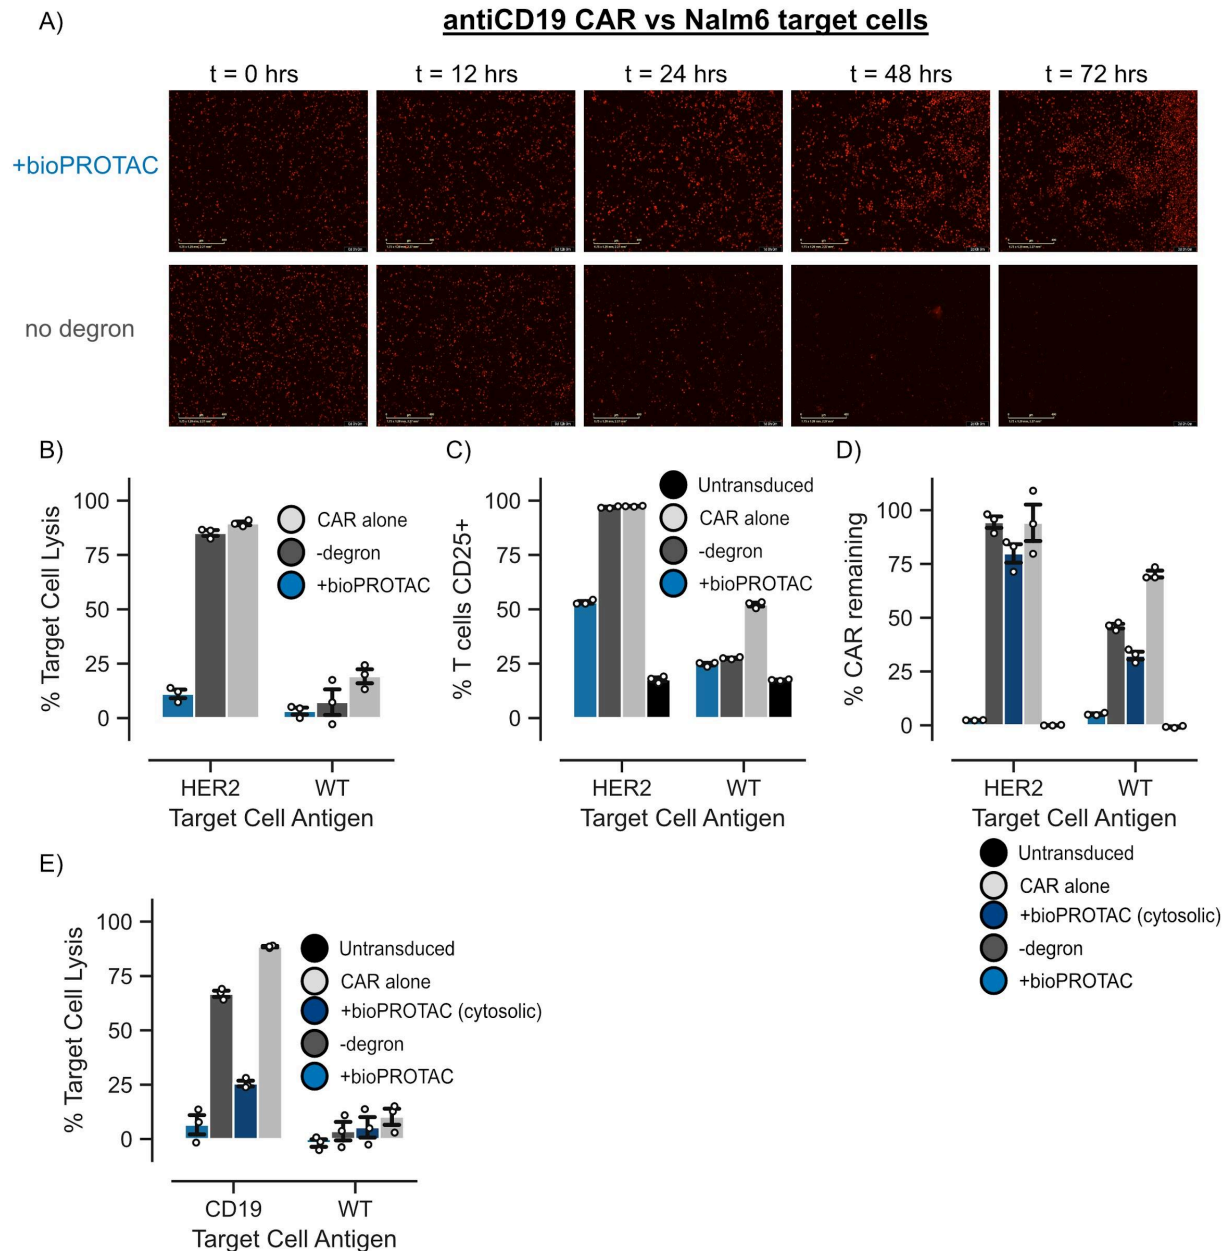 A)
antiCD19 CAR vs Nalm6 target cells
t = 0 hrs
t = 12 hrs
t = 24 hrs
t = 48 hrs
t = 72 hrs
+bioPROTAC
no degron
B)
% Target Cell Lysis
100
75
50
25
0
CAR alone
-degron
+bioPROTAC
HER2
WT
Target Cell Antigen
C)
% T cells CD25+
100
75
50
25
0
Untransduced
CAR alone
-degron
+bioPROTAC
HER2
WT
Target Cell Antigen
D)
% CAR remaining
100
75
50
25
0
HER2
WT
Target Cell Antigen
Untransduced
CAR alone
+bioPROTAC (cytosolic)
-degron
+bioPROTAC
E)
% Target Cell Lysis
100
75
50
25
0
Untransduced
CAR alone
+bioPROTAC (cytosolic)
-degron
+bioPROTAC
CD19
WT
Target Cell Antigen